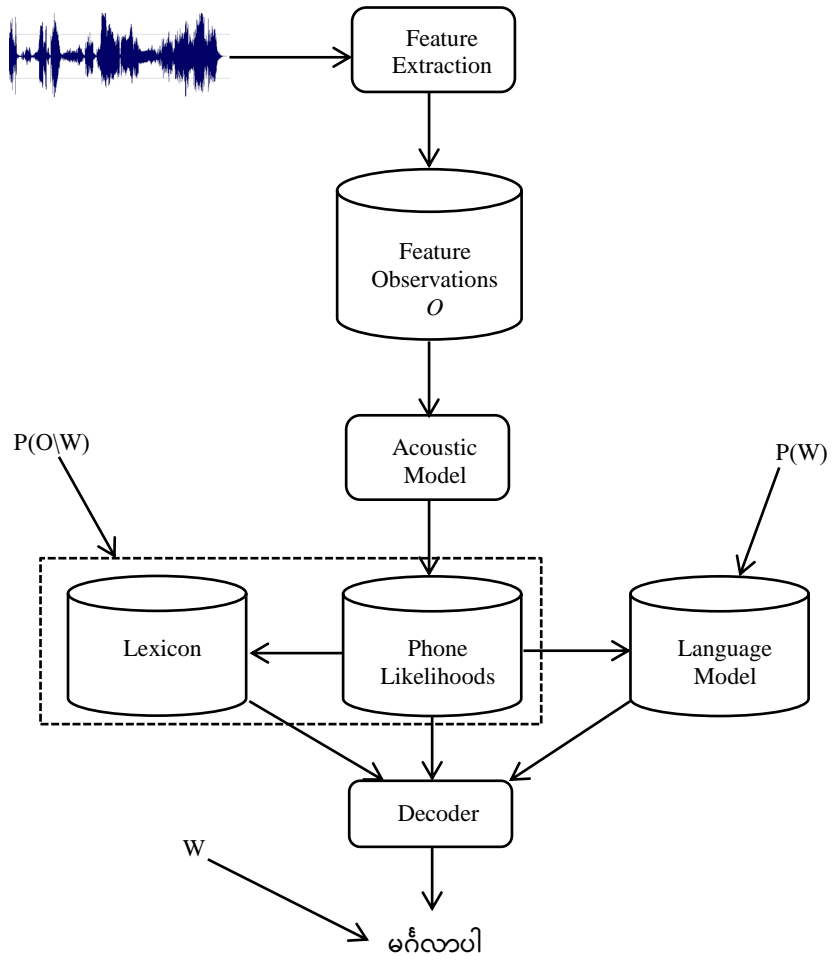 Feature
Extraction
Feature
Observations
O
Acoustic
Model
P(O\W)
P(W)
Lexicon
Phone
Likelihoods
Language
Model
Decoder
W
မင်္ဂလာပါ